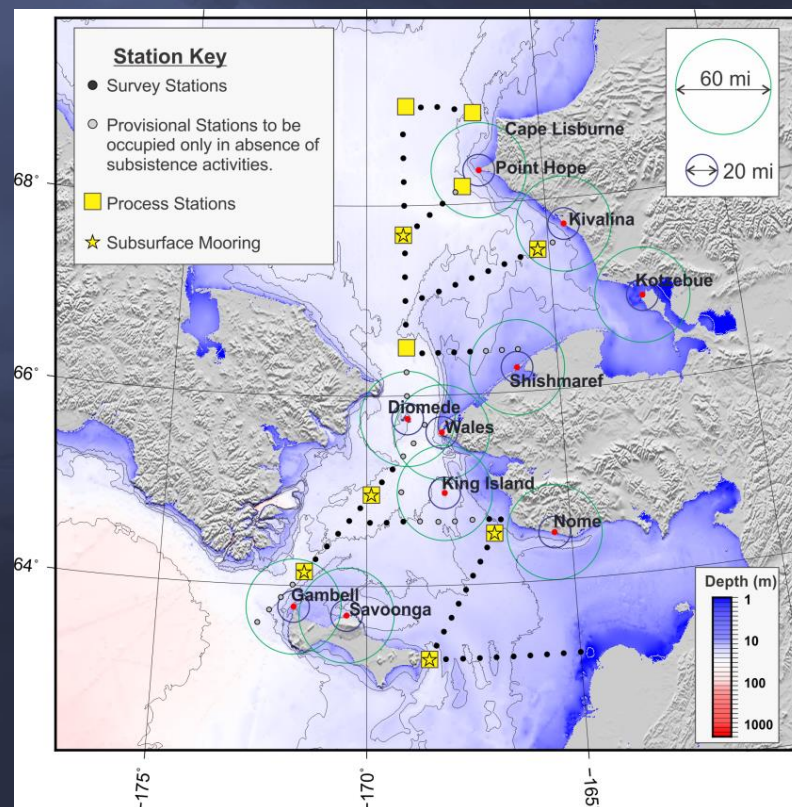 Station Key
Survey Stations
Provisional Stations to be
occupied only in absence of
subsistence activities.
Process Stations
Subsurface Mooring
60 mi
20 mi
Cape Lisburne
68°
Point Hope
Kivalina
Kotzebue
66°
Shishmaref
Diomede
Wales
King Island
Nome
64°
Gambell
Savoonga
Depth (m)
1
10
100
1000
-175°
-170°
-165°